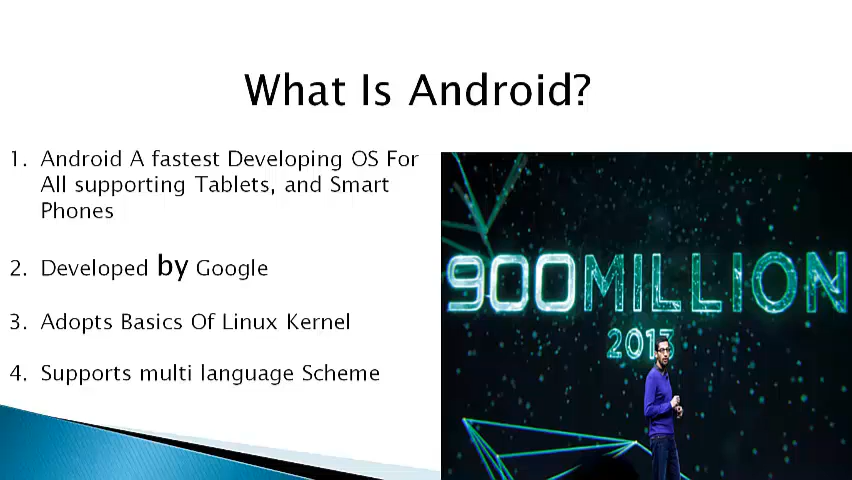 What Is Android?
1. Android A fastest Developing OS For
All supporting Tablets, and Smart
Phones
2. Developed by Google
3. Adopts Basics Of Linux Kernel
4. Supports multi language Scheme
900MILLION
2013